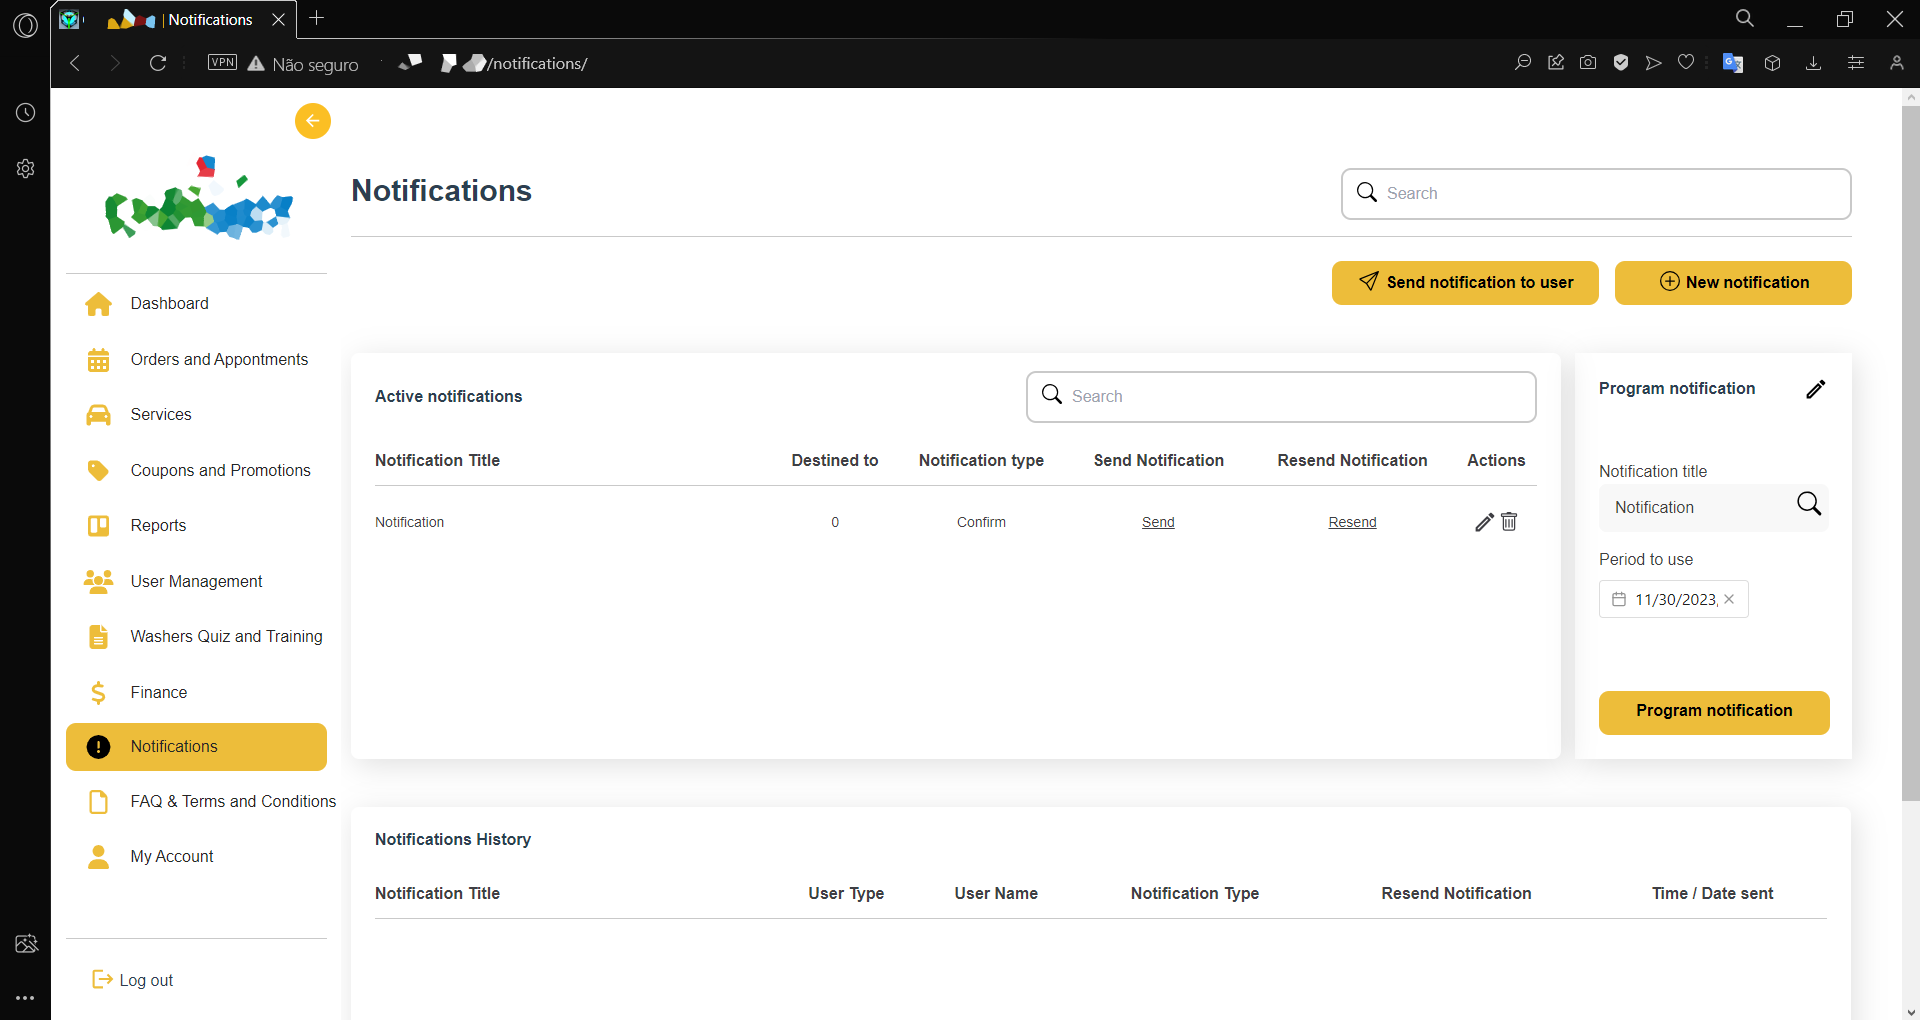 | Notifications
VPN
Não seguro
/notifications/
Notifications
Search
Dashboard
Orders and Appontments
Services
Coupons and Promotions
Reports
User Management
Washers Quiz and Training
Finance
Notifications
FAQ & Terms and Conditions
My Account
Log out
Send notification to user
New notification
Active notifications
Search
Notification Title Destined to Notification type Send Notification Resend Notification Actions
Notification 0 Confirm Send Resend
Program notification
Notification title
Notification
Period to use
11/30/2023,
Program notification
Notifications History
Notification Title User Type User Name Notification Type Resend Notification Time / Date sent